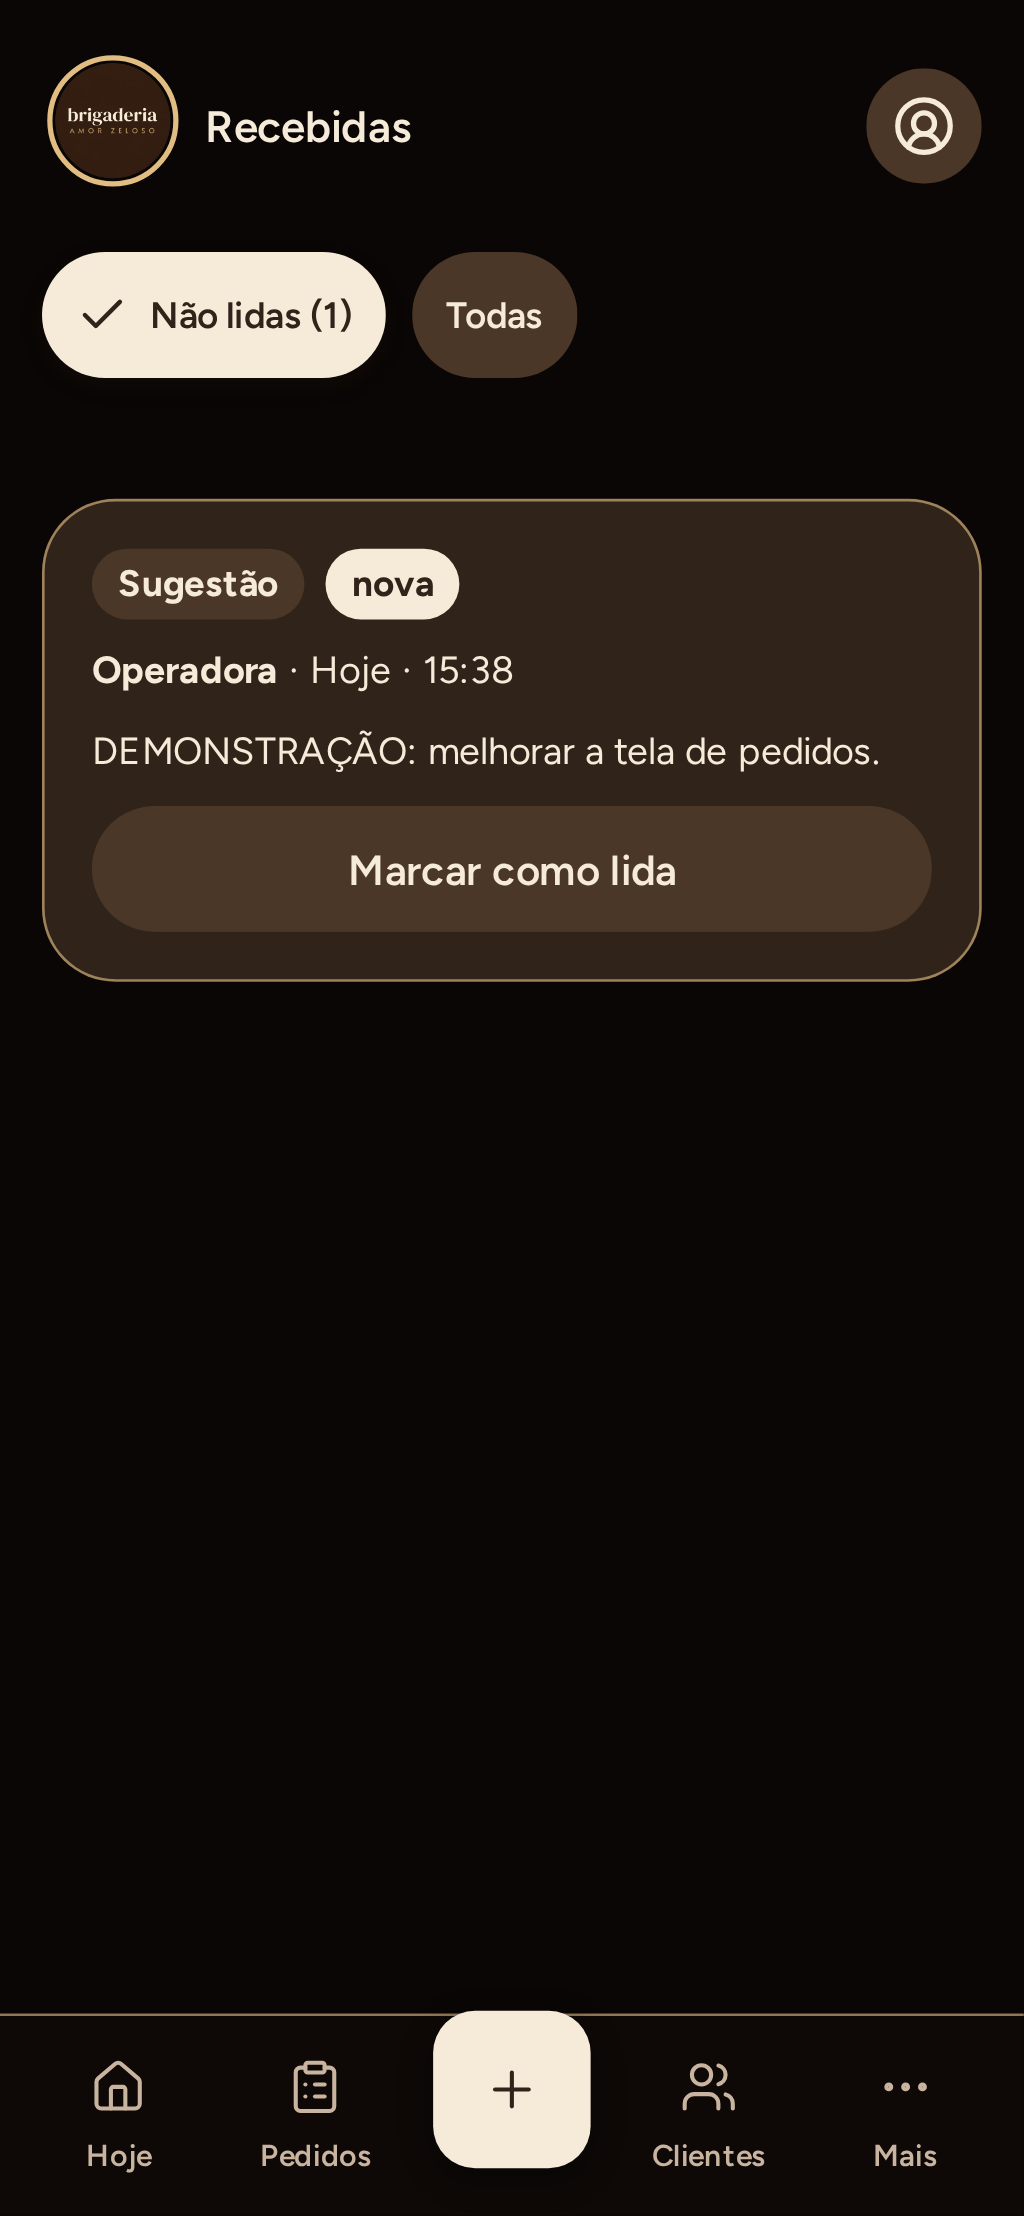 brigaderia
AMOR ZELOSO
Recebidas
Não lidas (1)
Todas
Sugestão
nova
Operadora · Hoje · 15:38
DEMONSTRAÇÃO: melhorar a tela de pedidos.
Marcar como lida
Hoje
Pedidos
Clientes
Mais